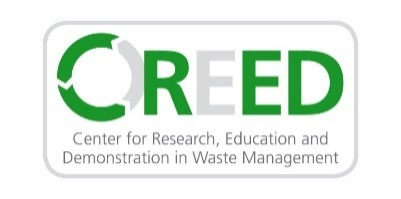 CREED
Center for Research, Education and
Demonstration in Waste Management